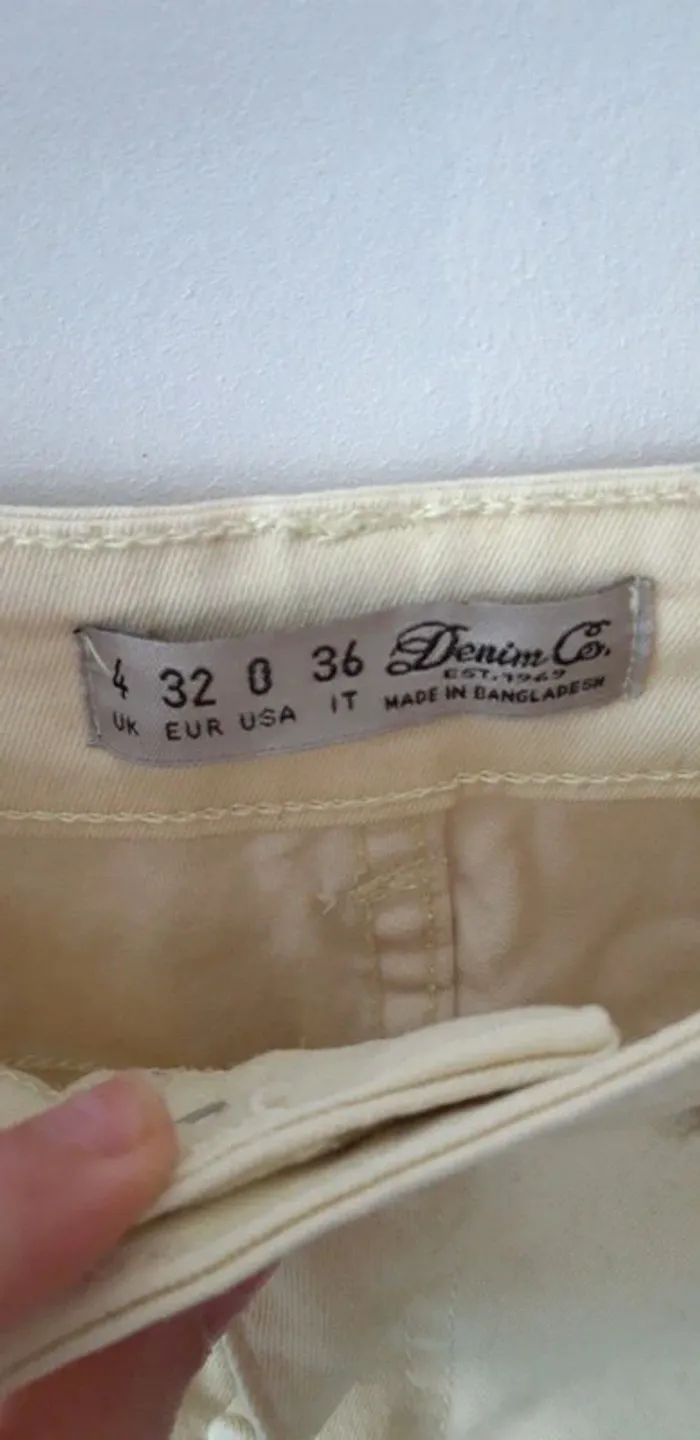 4 32 0 36
UK EUR USA IT
Denim Co.
EST. 1969
MADE IN BANGLADESH